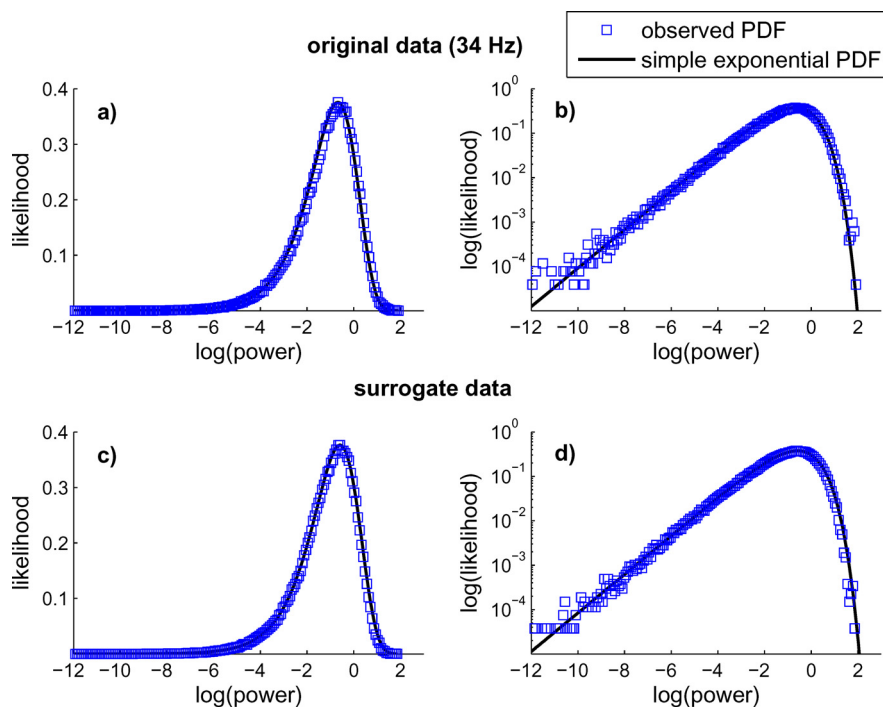 observed PDF
simple exponential PDF
original data (34 Hz)
a)
0.4
0.3
0.2
0.1
likelihood
−12 −10 −8 −6 −4 −2 0 2
log(power)
b)
10^0
10^−1
10^−2
10^−3
10^−4
log(likelihood)
−12 −10 −8 −6 −4 −2 0 2
log(power)
surrogate data
c)
0.4
0.3
0.2
0.1
likelihood
−12 −10 −8 −6 −4 −2 0 2
log(power)
d)
10^0
10^−1
10^−2
10^−3
10^−4
log(likelihood)
−12 −10 −8 −6 −4 −2 0 2
log(power)